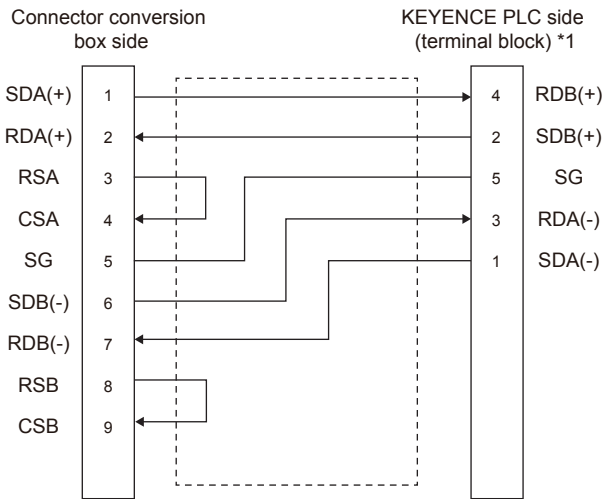 Connector conversion
box side
KEYENCE PLC side
(terminal block) *1
SDA(+) 1 4 RDB(+)
RDA(+) 2 2 SDB(+)
RSA 3 5 SG
CSA 4 3 RDA(-)
SG 5 1 SDA(-)
SDB(-) 6
RDB(-) 7
RSB 8
CSB 9